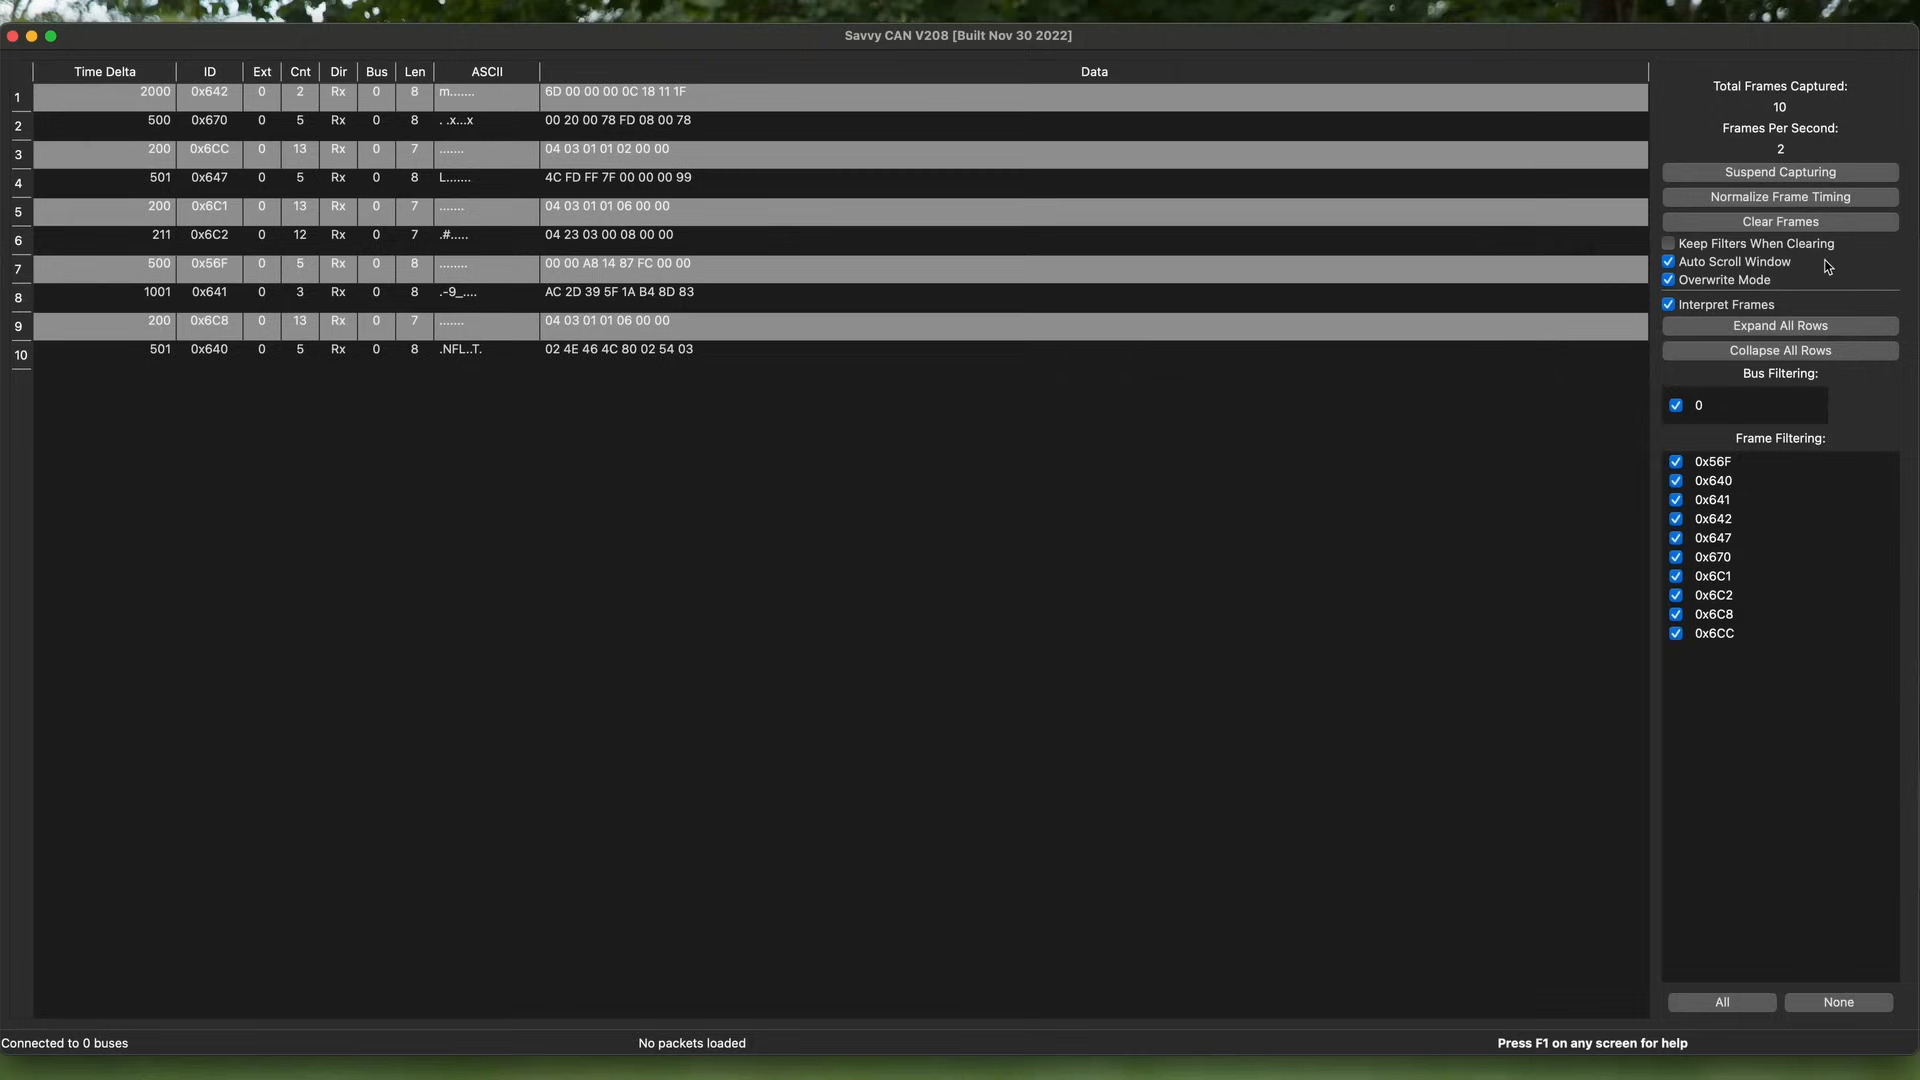 Savvy CAN V208 [Built Nov 30 2022]
Time Delta ID Ext Cnt Dir Bus Len ASCII Data
1 2000 0x642 0 2 Rx 0 8 m....... 6D 00 00 00 0C 18 11 1F
2 500 0x670 0 5 Rx 0 8 . .x...x 00 20 00 78 FD 08 00 78
3 200 0x6CC 0 13 Rx 0 7 ....... 04 03 01 01 02 00 00
4 501 0x647 0 5 Rx 0 8 L....... 4C FD FF 7F 00 00 00 99
5 200 0x6C1 0 13 Rx 0 7 ....... 04 03 01 01 06 00 00
6 211 0x6C2 0 12 Rx 0 7 .#..... 04 23 03 00 08 00 00
7 500 0x56F 0 5 Rx 0 8 ........ 00 00 A8 14 87 FC 00 00
8 1001 0x641 0 3 Rx 0 8 .-9_.... AC 2D 39 5F 1A B4 8D 83
9 200 0x6C8 0 13 Rx 0 7 ....... 04 03 01 01 06 00 00
10 501 0x640 0 5 Rx 0 8 .NFL..T. 02 4E 46 4C 80 02 54 03
Total Frames Captured:
10
Frames Per Second:
2
Suspend Capturing
Normalize Frame Timing
Clear Frames
Keep Filters When Clearing
Auto Scroll Window
Overwrite Mode
Interpret Frames
Expand All Rows
Collapse All Rows
Bus Filtering:
0
Frame Filtering:
0x56F
0x640
0x641
0x642
0x647
0x670
0x6C1
0x6C2
0x6C8
0x6CC
All None
Connected to 0 buses No packets loaded Press F1 on any screen for help